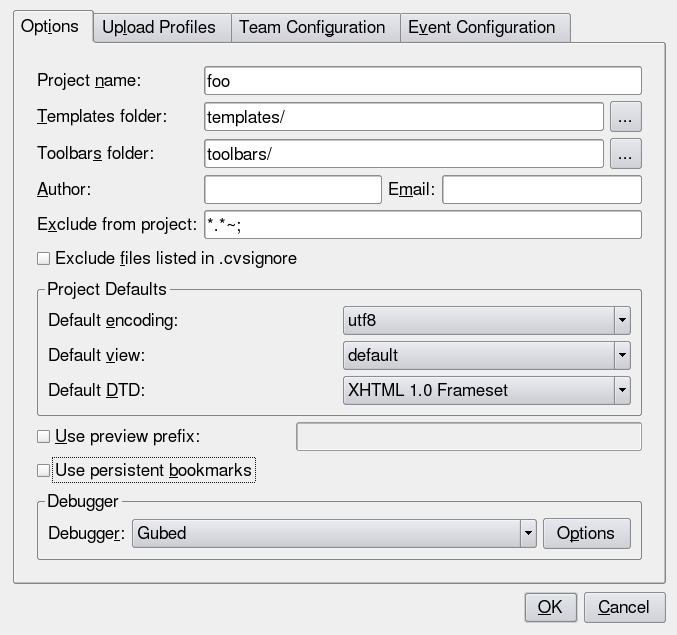 Options Upload Profiles Team Configuration Event Configuration
Project name: foo
Templates folder: templates/ ...
Toolbars folder: toolbars/ ...
Author: Email:
Exclude from project: *.*~;
Exclude files listed in .cvsignore
Project Defaults
Default encoding: utf8
Default view: default
Default DTD: XHTML 1.0 Frameset
Use preview prefix:
Use persistent bookmarks
Debugger
Debugger: Gubed Options
OK Cancel